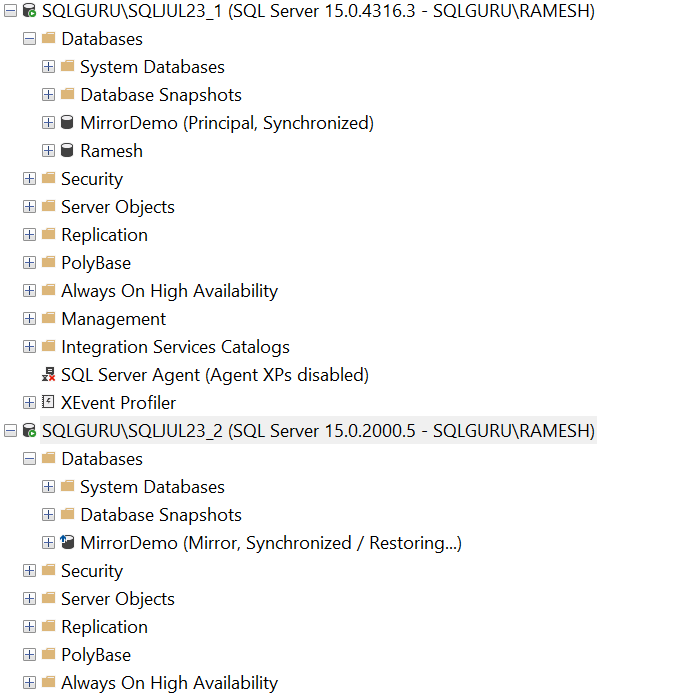 SQLGURU\SQLJUL23_1 (SQL Server 15.0.4316.3 - SQLGURU\RAMESH)
Databases
System Databases
Database Snapshots
MirrorDemo (Principal, Synchronized)
Ramesh
Security
Server Objects
Replication
PolyBase
Always On High Availability
Management
Integration Services Catalogs
SQL Server Agent (Agent XPs disabled)
XEvent Profiler
SQLGURU\SQLJUL23_2 (SQL Server 15.0.2000.5 - SQLGURU\RAMESH)
Databases
System Databases
Database Snapshots
MirrorDemo (Mirror, Synchronized / Restoring...)
Security
Server Objects
Replication
PolyBase
Always On High Availability